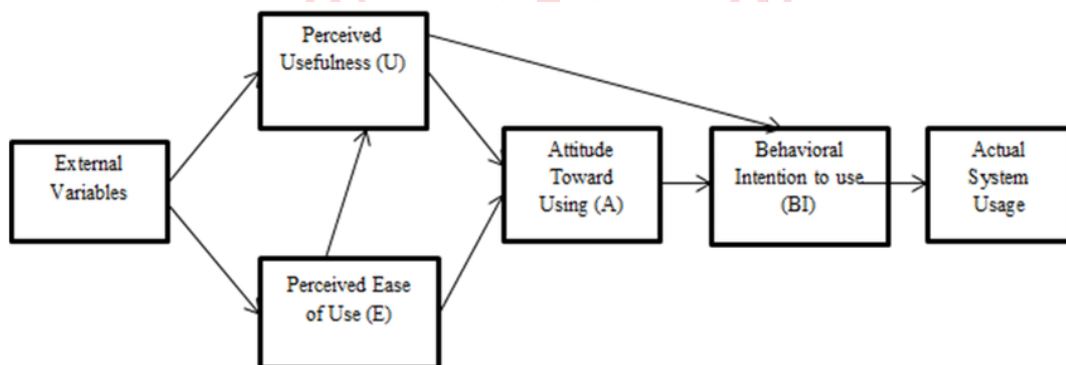 Perceived
Usefulness (U)
External
Variables
Perceived Ease
of Use (E)
Attitude
Toward
Using (A)
Behavioral
Intention to use
(BI)
Actual
System
Usage